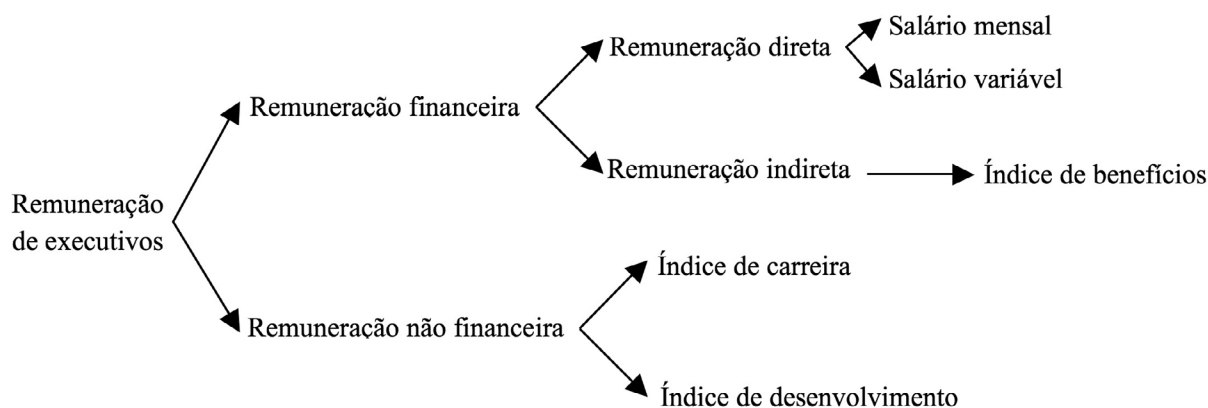 Salário mensal
Remuneração direta
Salário variável
Remuneração financeira
Remuneração indireta
Índice de benefícios
Remuneração
de executivos
Índice de carreira
Remuneração não financeira
Índice de desenvolvimento